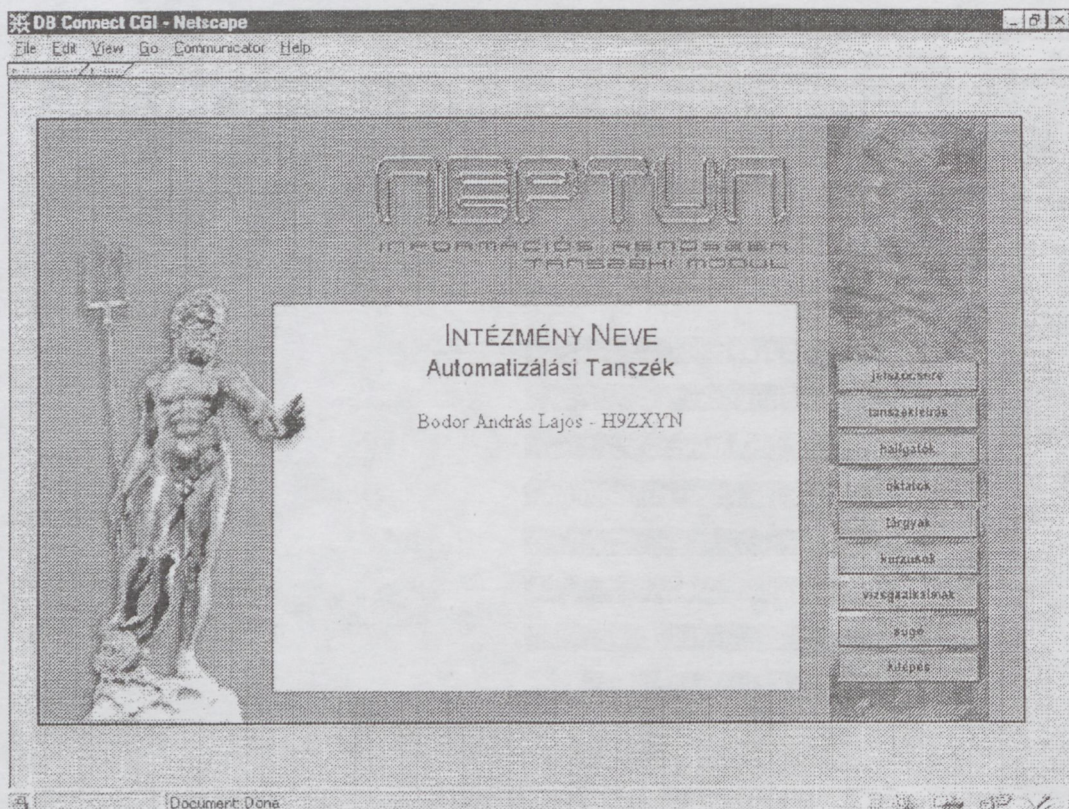 DB Connect CGI - Netscape
File Edit View Go Communicator Help
NEPTUN
INFORMÁCIÓS RENDSZER
TANSZÉKI MODUL
INTÉZMÉNY NEVE
Automatizálási Tanszék
Bodor András Lajos - H9ZXYN
jelszócsere
tanszékleírás
hallgatók
oktatók
tárgyak
kurzusok
vizsgaalkalmak
súgó
kilépés
Document: Done